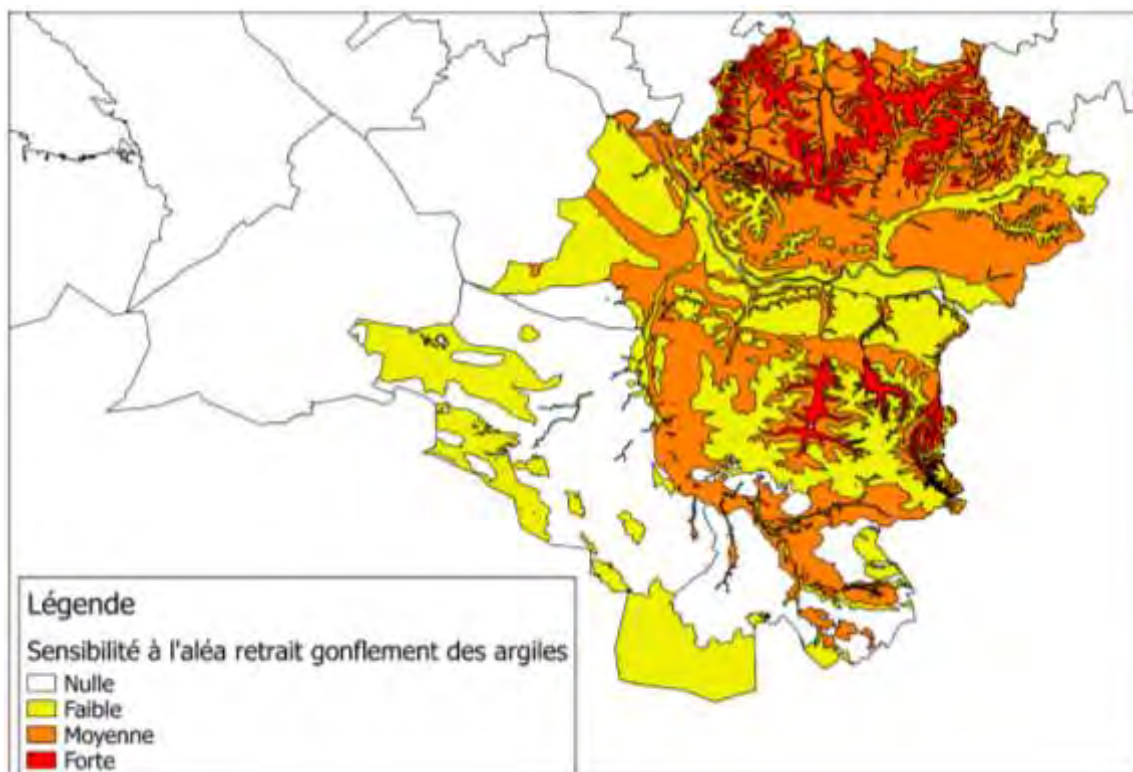 Légende
Sensibilité à l'aléa retrait gonflement des argiles
Nulle
Faible
Moyenne
Forte